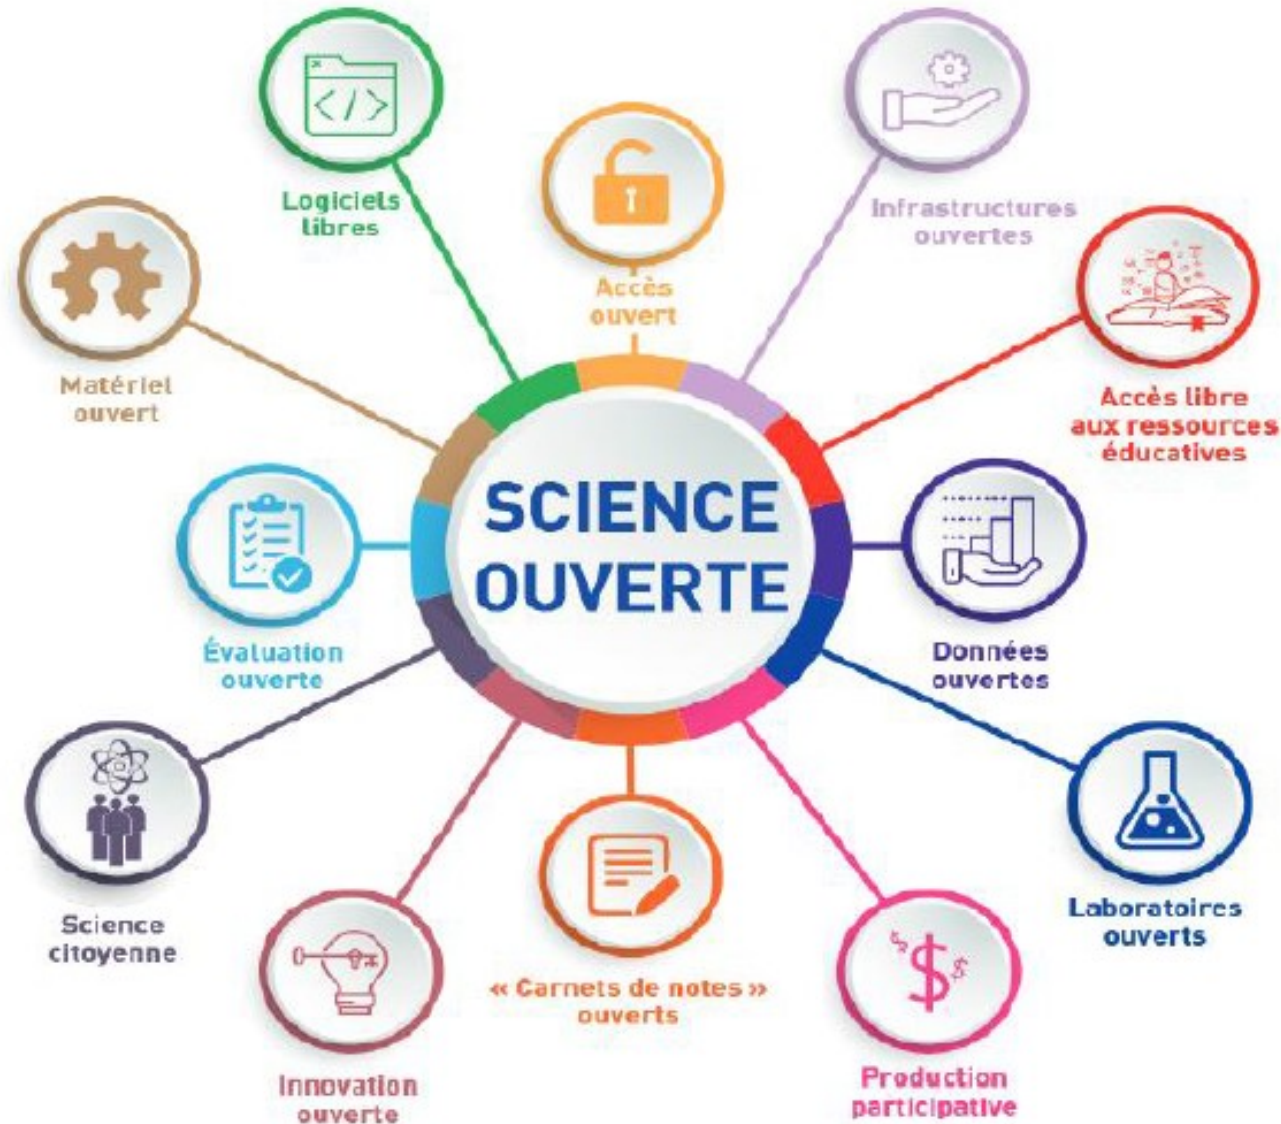 Logiciels
libres
Accès
ouvert
Infrastructures
ouvertes
Matériel
ouvert
Accès libre
aux ressources
éducatives
SCIENCE
OUVERTE
Évaluation
ouverte
Données
ouvertes
Science
citoyenne
Laboratoires
ouverts
« Carnets de notes »
ouverts
Innovation
ouverte
Production
participative